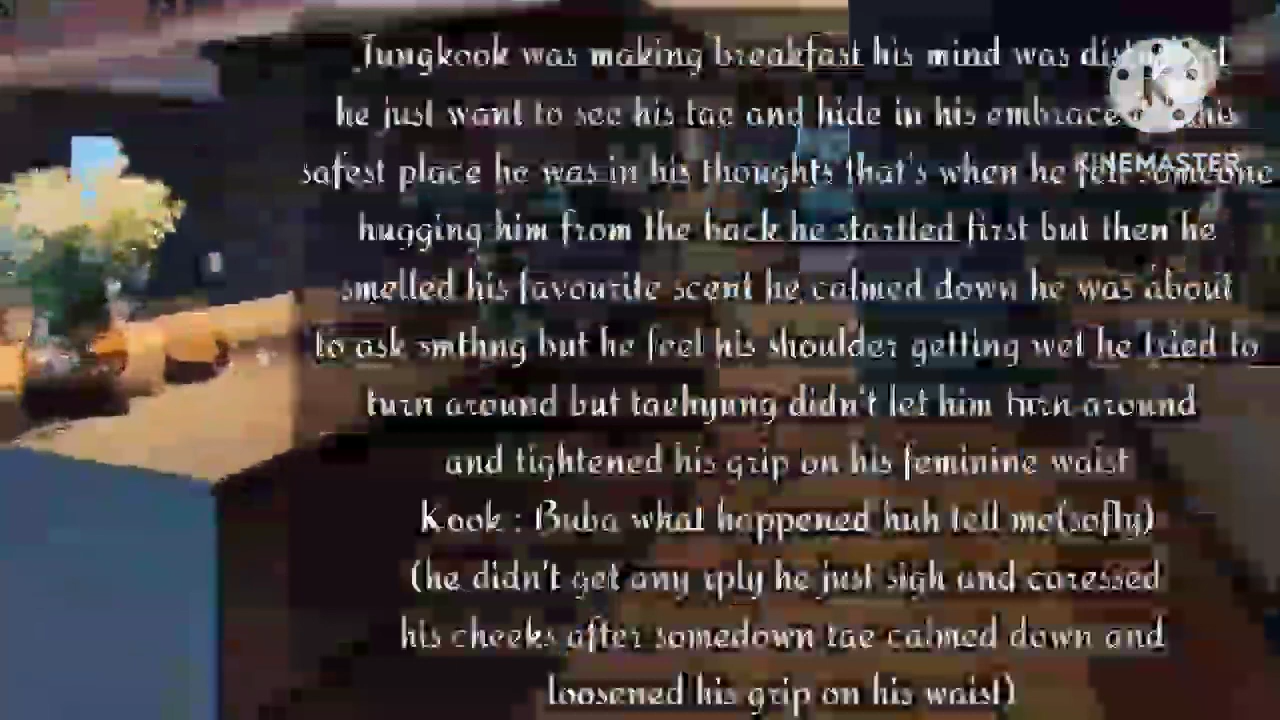 Jungkook was making breakfast his mind was
he just want to see his tae and hide in his embrace his
safest place he was in his thoughts that's when he felt someone
hugging him from the back he startled first but then he
smelled his favourite scent he calmed down he was about
to ask smthng but he feel his shoulder getting wet he tried to
turn around but taehyung didn't let him turn around
and tightened his grip on his feminine waist
Kook : Buba what happened huh tell me(sofly)
(he didn't get any rply he just sigh and caressed
his cheeks after somedown tae calmed down and
loosened his grip on his waist)
K
KINEMASTER